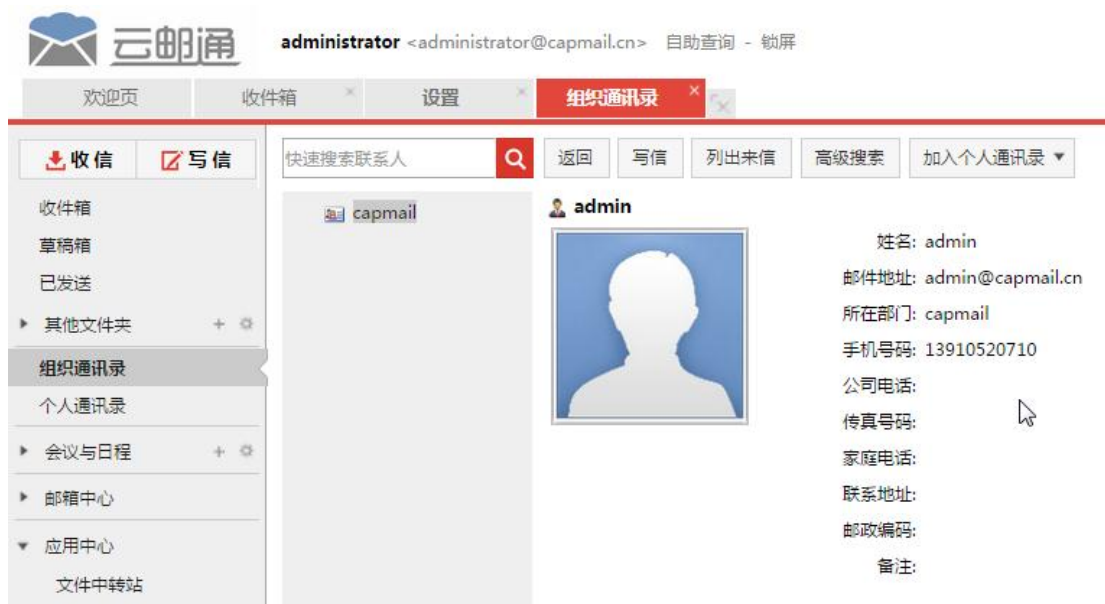 云邮通 administrator <administrator@capmail.cn> 自助查询 - 锁屏
欢迎页 收件箱 × 设置 × 组织通讯录 ×
收信 写信
收件箱
草稿箱
已发送
其他文件夹 +
组织通讯录
个人通讯录
会议与日程 +
邮箱中心
应用中心
文件中转站
快速搜索联系人 返回 写信 列出来信 高级搜索 加入个人通讯录 ▼
capmail
admin
姓名: admin
邮件地址: admin@capmail.cn
所在部门: capmail
手机号码: 13910520710
公司电话:
传真号码:
家庭电话:
联系地址:
邮政编码:
备注: